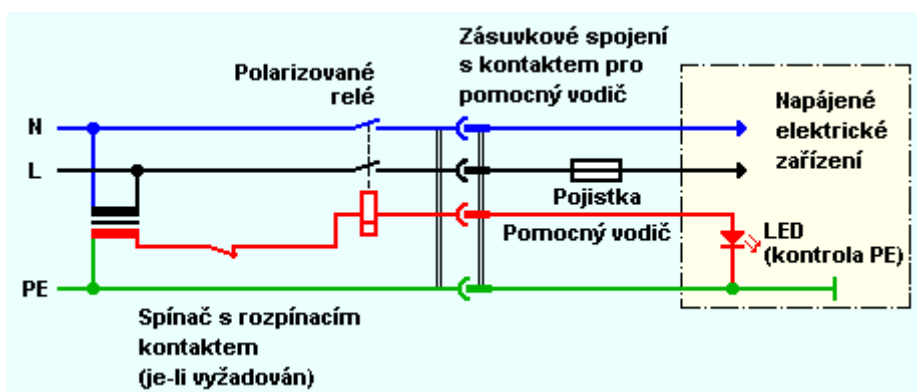 Zásuvkové spojení
s kontaktem pro
pomocný vodič
Polarizované
relé
Napájené
elektrické
zařízení
N
L
Pojistka
Pomocný vodič
LED
(kontrola PE)
PE
Spínač s rozpínacím
kontaktem
(je-li vyžadován)